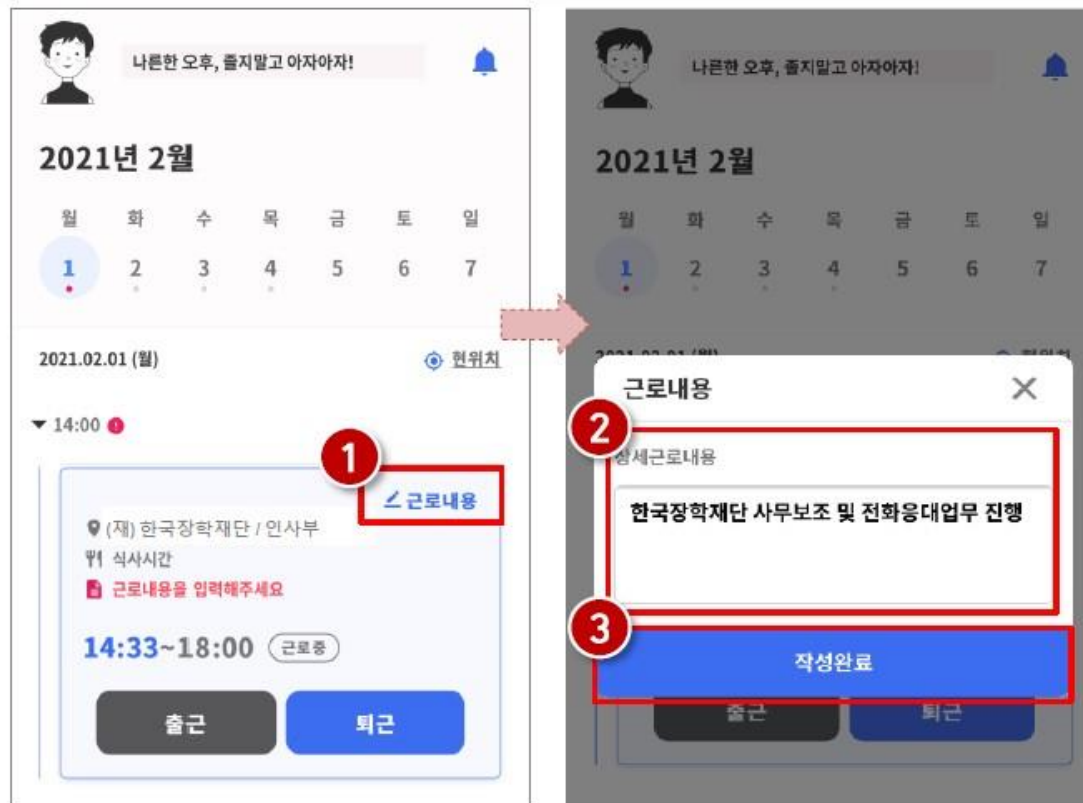 나른한 오후, 졸지말고 아자아자!
2021년 2월
월 화 수 목 금 토 일
1 2 3 4 5 6 7
2021.02.01 (월)
현위치
14:00
1
근로내용
(재) 한국장학재단 / 인사부
식사시간
근로내용을 입력해주세요
14:33~18:00 근로중
출근 퇴근
나른한 오후, 졸지말고 아자아자!
2021년 2월
월 화 수 목 금 토 일
1 2 3 4 5 6 7
2021.02.01 (월)
현위치
근로내용
2
상세근로내용
한국장학재단 사무보조 및 전화응대업무 진행
3
작성완료
출근 퇴근